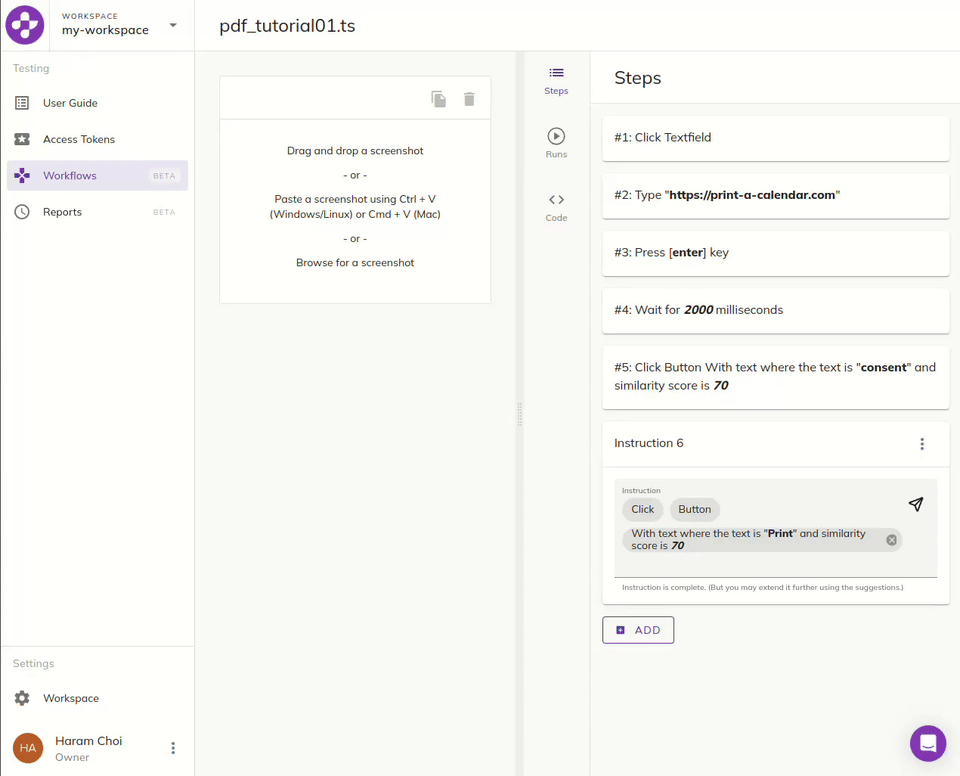 WORKSPACE
my-workspace
pdf_tutorial01.ts
Testing
User Guide
Access Tokens
Workflows BETA
Reports BETA
Settings
Workspace
HA
Haram Choi
Owner
Drag and drop a screenshot
- or -
Paste a screenshot using Ctrl + V
(Windows/Linux) or Cmd + V (Mac)
- or -
Browse for a screenshot
Steps
Runs
Code
Steps
#1: Click Textfield
#2: Type "https://print-a-calendar.com"
#3: Press [enter] key
#4: Wait for 2000 milliseconds
#5: Click Button With text where the text is "consent" and
similarity score is 70
Instruction 6
Instruction
Click Button
With text where the text is "Print" and similarity
score is 70
Instruction is complete. (But you may extend it further using the suggestions.)
ADD